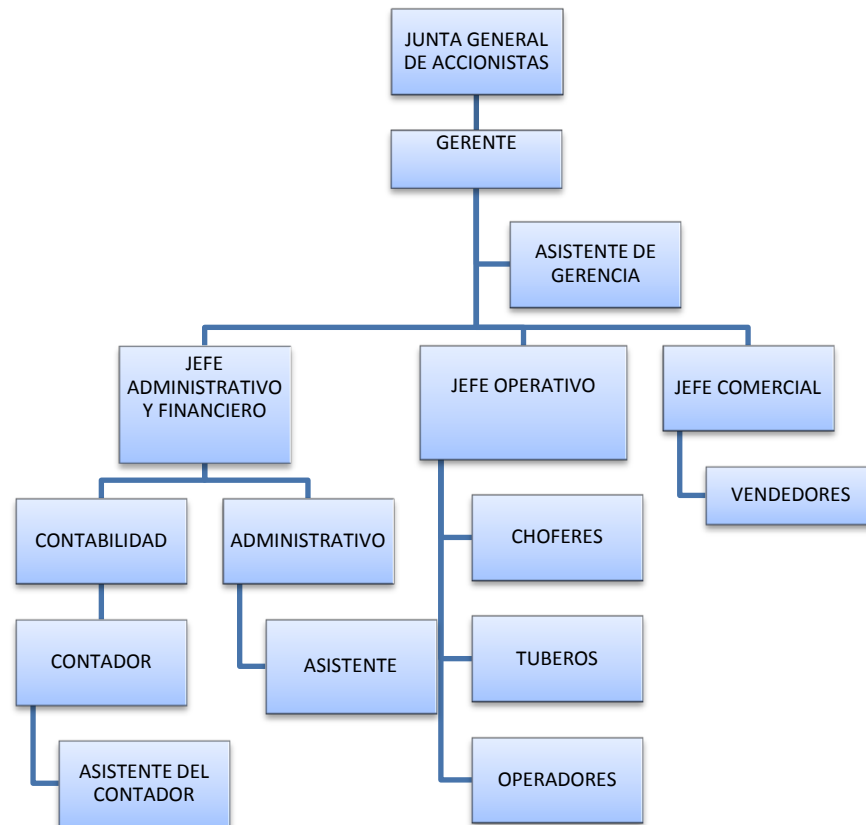 JUNTA GENERAL
DE ACCIONISTAS
GERENTE
ASISTENTE DE
GERENCIA
JEFE
ADMINISTRATIVO
Y FINANCIERO
JEFE OPERATIVO
JEFE COMERCIAL
VENDEDORES
CONTABILIDAD
ADMINISTRATIVO
CHOFERES
CONTADOR
ASISTENTE
TUBEROS
ASISTENTE DEL
CONTADOR
OPERADORES